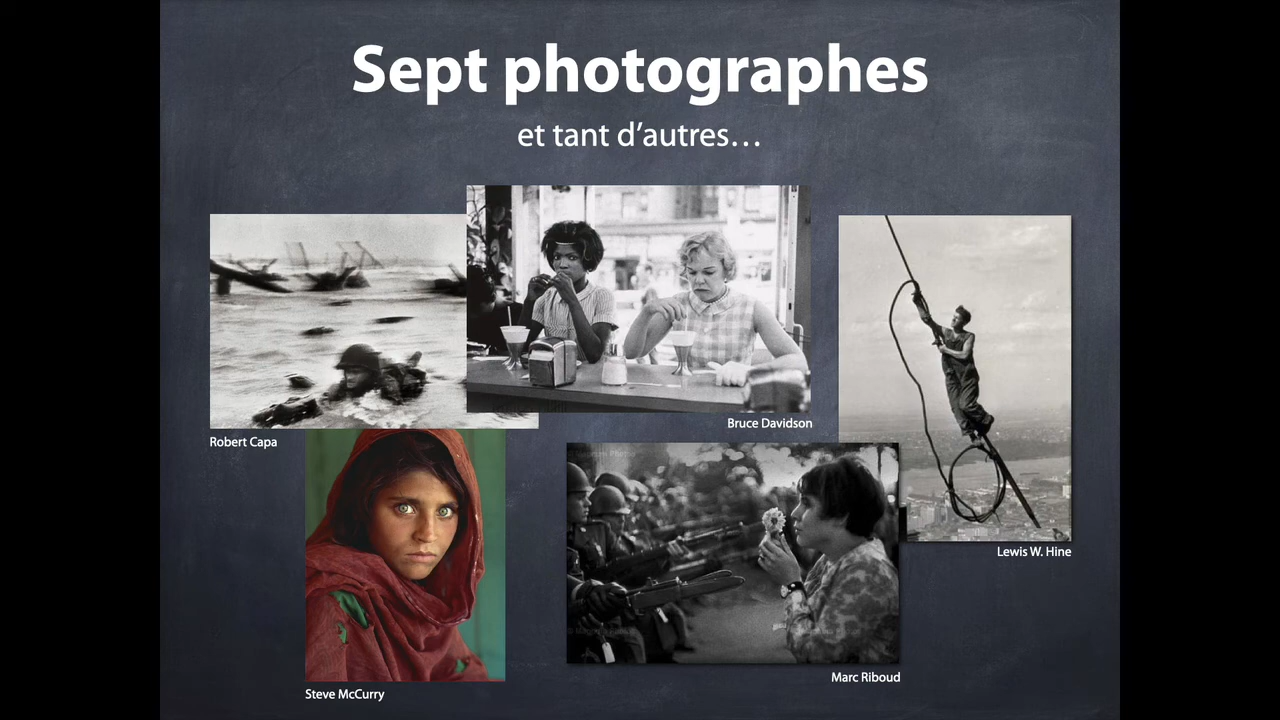 Sept photographes
et tant d’autres…
Robert Capa
Bruce Davidson
Lewis W. Hine
Steve McCurry
Marc Riboud